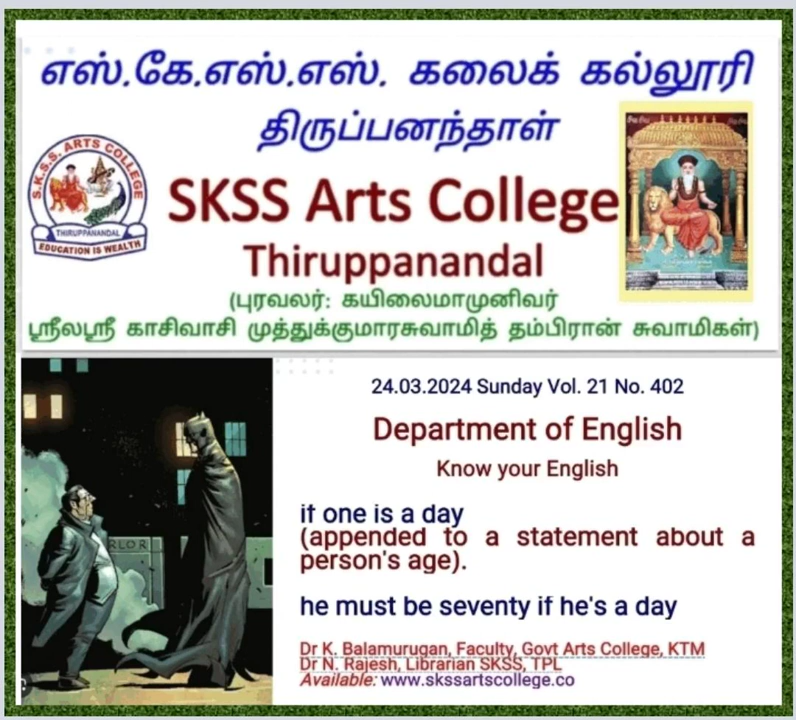 எஸ்.கே.எஸ்.எஸ். கலைக் கல்லூரி
திருப்பனந்தாள்
S.K.S.S. ARTS COLLEGE
THIRUPPANANDAL
EDUCATION IS WEALTH
SKSS Arts College
Thiruppanandal
(புரவலர்: கயிலைமாமுனிவர்
ஸ்ரீலஸ்ரீ காசிவாசி முத்துக்குமாரசுவாமித் தம்பிரான் சுவாமிகள்)
24.03.2024 Sunday Vol. 21 No. 402
Department of English
Know your English
if one is a day
(appended to a statement about a
person's age).
he must be seventy if he's a day
RLOR
Dr K. Balamurugan, Faculty, Govt Arts College, KTM
Dr N. Rajesh, Librarian SKSS, TPL
Available: www.skssartscollege.co